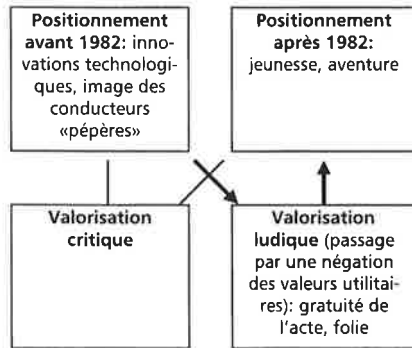 Positionnement
avant 1982: inno-
vations technologi-
ques, image des
conducteurs
«pépères»
Positionnement
après 1982:
jeunesse, aventure
Valorisation
critique
Valorisation
ludique (passage
par une négation
des valeurs utilitai-
res): gratuité de
l'acte, folie